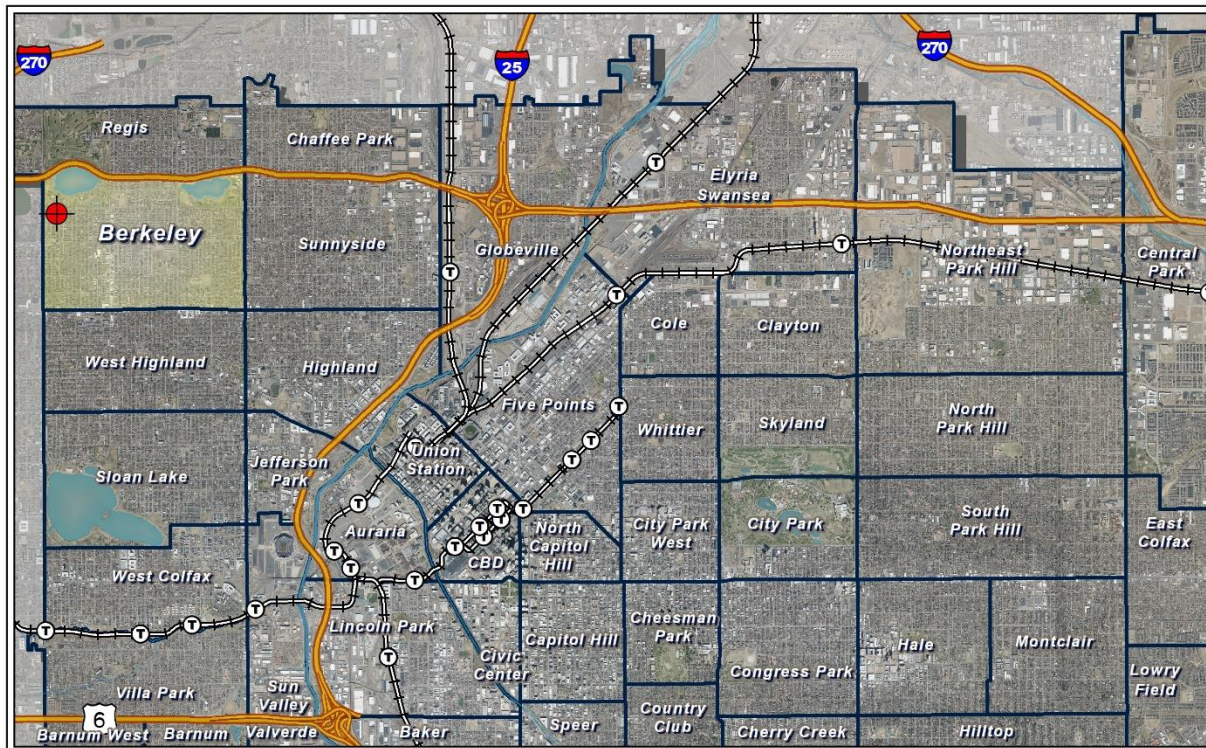 270
25
270
Regis
Chaffee Park
Elyria
Swansea
Berkeley
Sunnyside
Globeville
T
T
T
Northeast
Park Hill
Central
Park
T
T
Cole
Clayton
West Highland
Highland
Five Points
T
Whittier
Skyland
North
Park Hill
T
T
T
Union
Station
Sloan Lake
Jefferson
Park
T
T
T
T
T
T
T
T
T
Auraria
CBD
North
Capitol
Hill
City Park
West
City Park
South
Park Hill
East
Colfax
West Colfax
T
T
T
T
T
T
T
Lincoln Park
Civic
Center
Capitol Hill
Cheesman
Park
Congress Park
Hale
Montclair
Lowry
Field
Villa Park
Sun
Valley
6
Barnum West
Barnum
Valverde
Baker
Speer
Country
Club
Cherry Creek
Hilltop